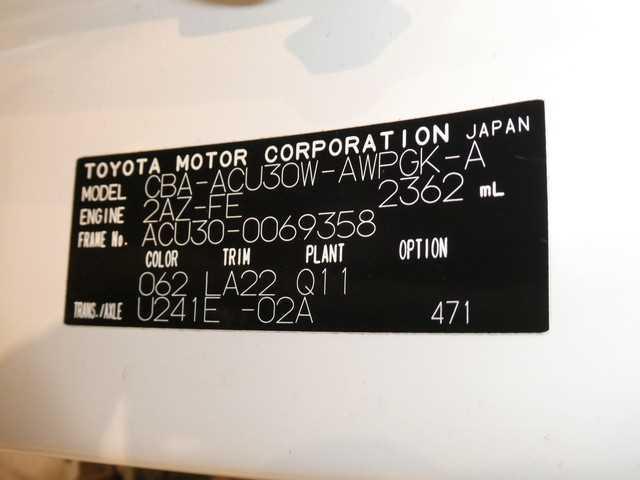 TOYOTA MOTOR CORPORATION JAPAN
MODEL CBA-ACU30W-AWPGK-A
ENGINE 2AZ-FE 2362 mL
FRAME No. ACU30-0069358
COLOR TRIM PLANT OPTION
062 LA22 Q11
TRANS./AXLE U241E -02A 471